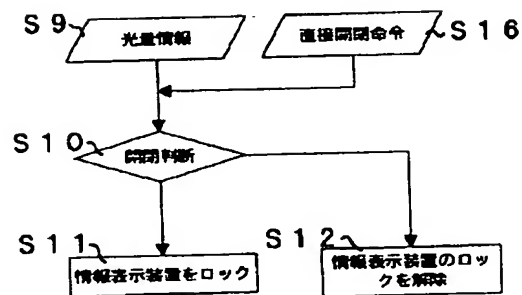 S9
光量情報
直接開閉命令
S16
S10
開閉判断
S11
情報表示装置をロック
S12
情報表示装置のロッ
クを解除